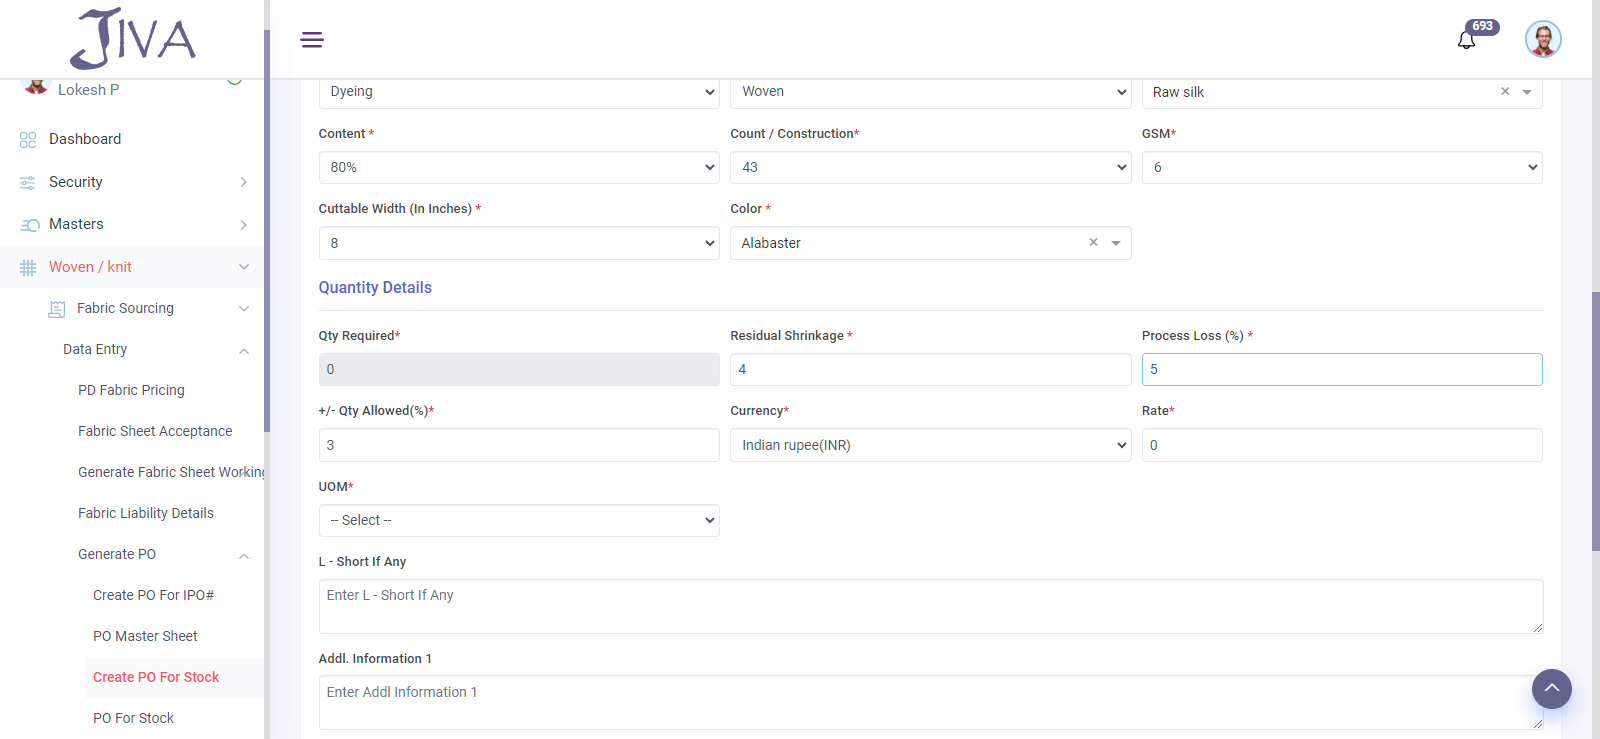 JIVA
693
Lokesh P
Dashboard
Security
Masters
Woven / knit
Fabric Sourcing
Data Entry
PD Fabric Pricing
Fabric Sheet Acceptance
Generate Fabric Sheet Working
Fabric Liability Details
Generate PO
Create PO For IPO#
PO Master Sheet
Create PO For Stock
PO For Stock
Dyeing
Woven
Raw silk ×
Content *
Count / Construction*
GSM*
80%
43
6
Cuttable Width (In Inches) *
Color *
8
Alabaster ×
Quantity Details
Qty Required*
Residual Shrinkage *
Process Loss (%) *
0
4
5
+/- Qty Allowed(%)*
Currency*
Rate*
3
Indian rupee(INR)
0
UOM*
-- Select --
L - Short If Any
Enter L - Short If Any
Addl. Information 1
Enter Addl Information 1